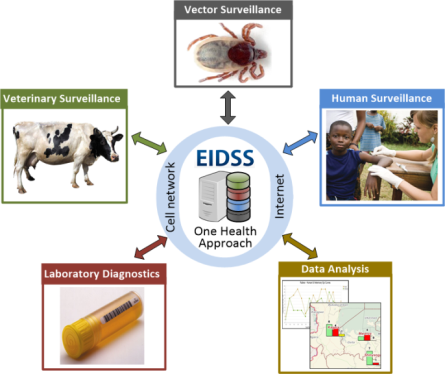 Vector Surveillance
Veterinary Surveillance
Human Surveillance
EIDSS
Cell network
Internet
One Health
Approach
Laboratory Diagnostics
Data Analysis